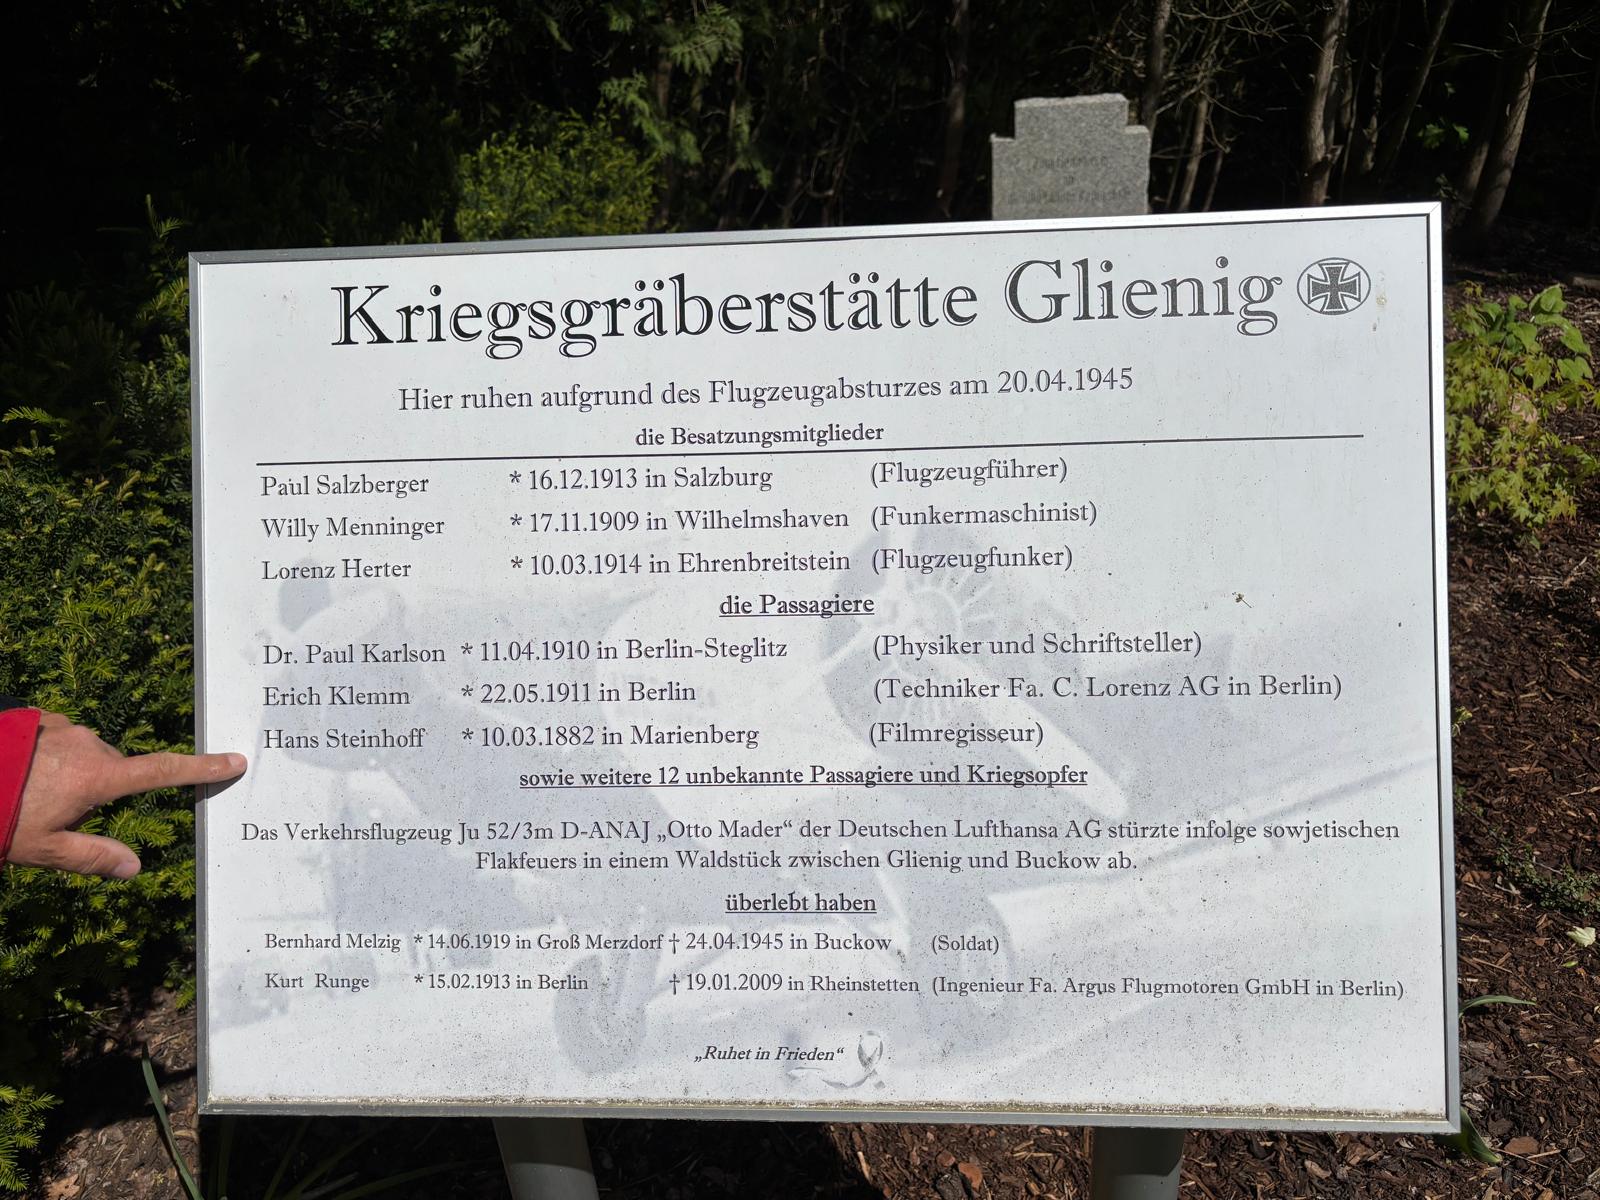 Kriegsgräberstätte Glienig
Hier ruhen aufgrund des Flugzeugabsturzes am 20.04.1945
die Besatzungsmitglieder
Paul Salzberger * 16.12.1913 in Salzburg (Flugzeugführer)
Willy Menninger * 17.11.1909 in Wilhelmshaven (Funkermaschinist)
Lorenz Herter * 10.03.1914 in Ehrenbreitstein (Flugzeugfunker)
die Passagiere
Dr. Paul Karlson * 11.04.1910 in Berlin-Steglitz (Physiker und Schriftsteller)
Erich Klemm * 22.05.1911 in Berlin (Techniker Fa. C. Lorenz AG in Berlin)
Hans Steinhoff * 10.03.1882 in Marienberg (Filmregisseur)
sowie weitere 12 unbekannte Passagiere und Kriegsopfer
Das Verkehrsflugzeug Ju 52/3m D-ANAJ „Otto Mader“ der Deutschen Lufthansa AG stürzte infolge sowjetischen
Flakfeuers in einem Waldstück zwischen Glienig und Buckow ab.
überlebt haben
Bernhard Melzig * 14.06.1919 in Groß Merzdorf † 24.04.1945 in Buckow (Soldat)
Kurt Runge * 15.02.1913 in Berlin † 19.01.2009 in Rheinstetten (Ingenieur Fa. Argus Flugmotoren GmbH in Berlin)
„Ruhet in Frieden“